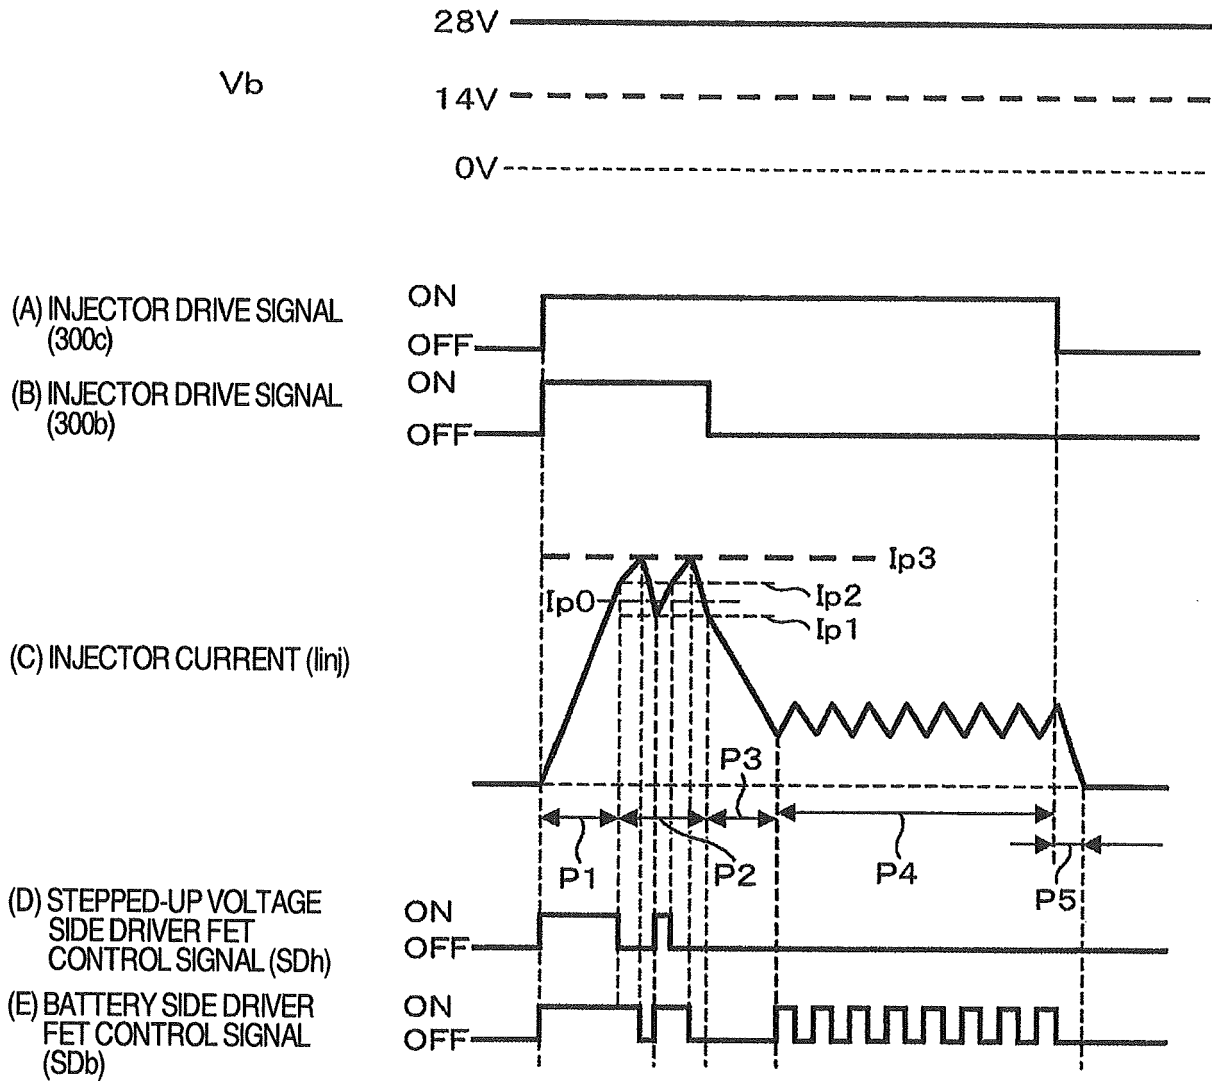 28V
Vb
14V
0V
(A) INJECTOR DRIVE SIGNAL
(300c)
ON
OFF
(B) INJECTOR DRIVE SIGNAL
(300b)
ON
OFF
Ip3
Ip0
Ip2
Ip1
(C) INJECTOR CURRENT (Iinj)
P3
P1
P2
P4
P5
(D) STEPPED-UP VOLTAGE
SIDE DRIVER FET
CONTROL SIGNAL (SDh)
ON
OFF
(E) BATTERY SIDE DRIVER
FET CONTROL SIGNAL
(SDb)
ON
OFF